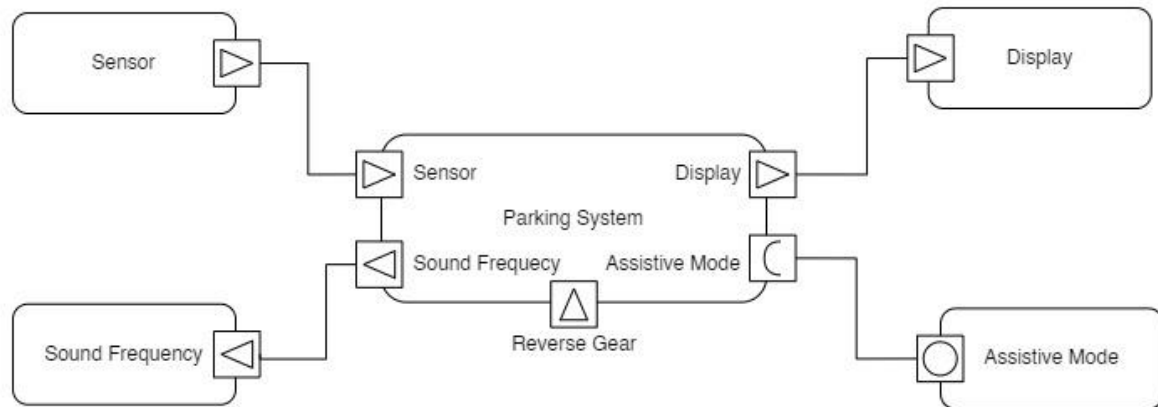 Sensor
Display
Sensor
Display
Parking System
Sound Frequecy
Assistive Mode
Reverse Gear
Sound Frequency
Assistive Mode